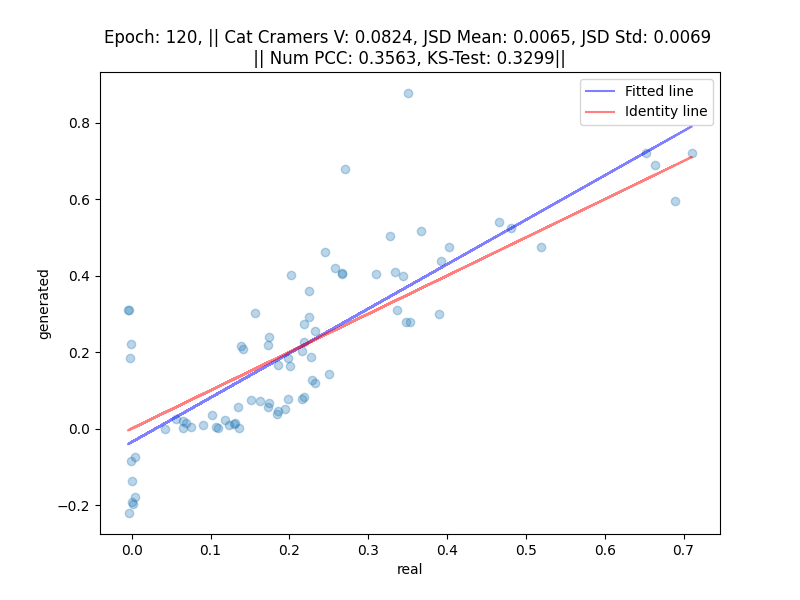 Epoch: 120, || Cat Cramers V: 0.0824, JSD Mean: 0.0065, JSD Std: 0.0069
|| Num PCC: 0.3563, KS-Test: 0.3299||
Fitted line
Identity line
0.8
0.6
0.4
0.2
0.0
−0.2
generated
0.0 0.1 0.2 0.3 0.4 0.5 0.6 0.7
real